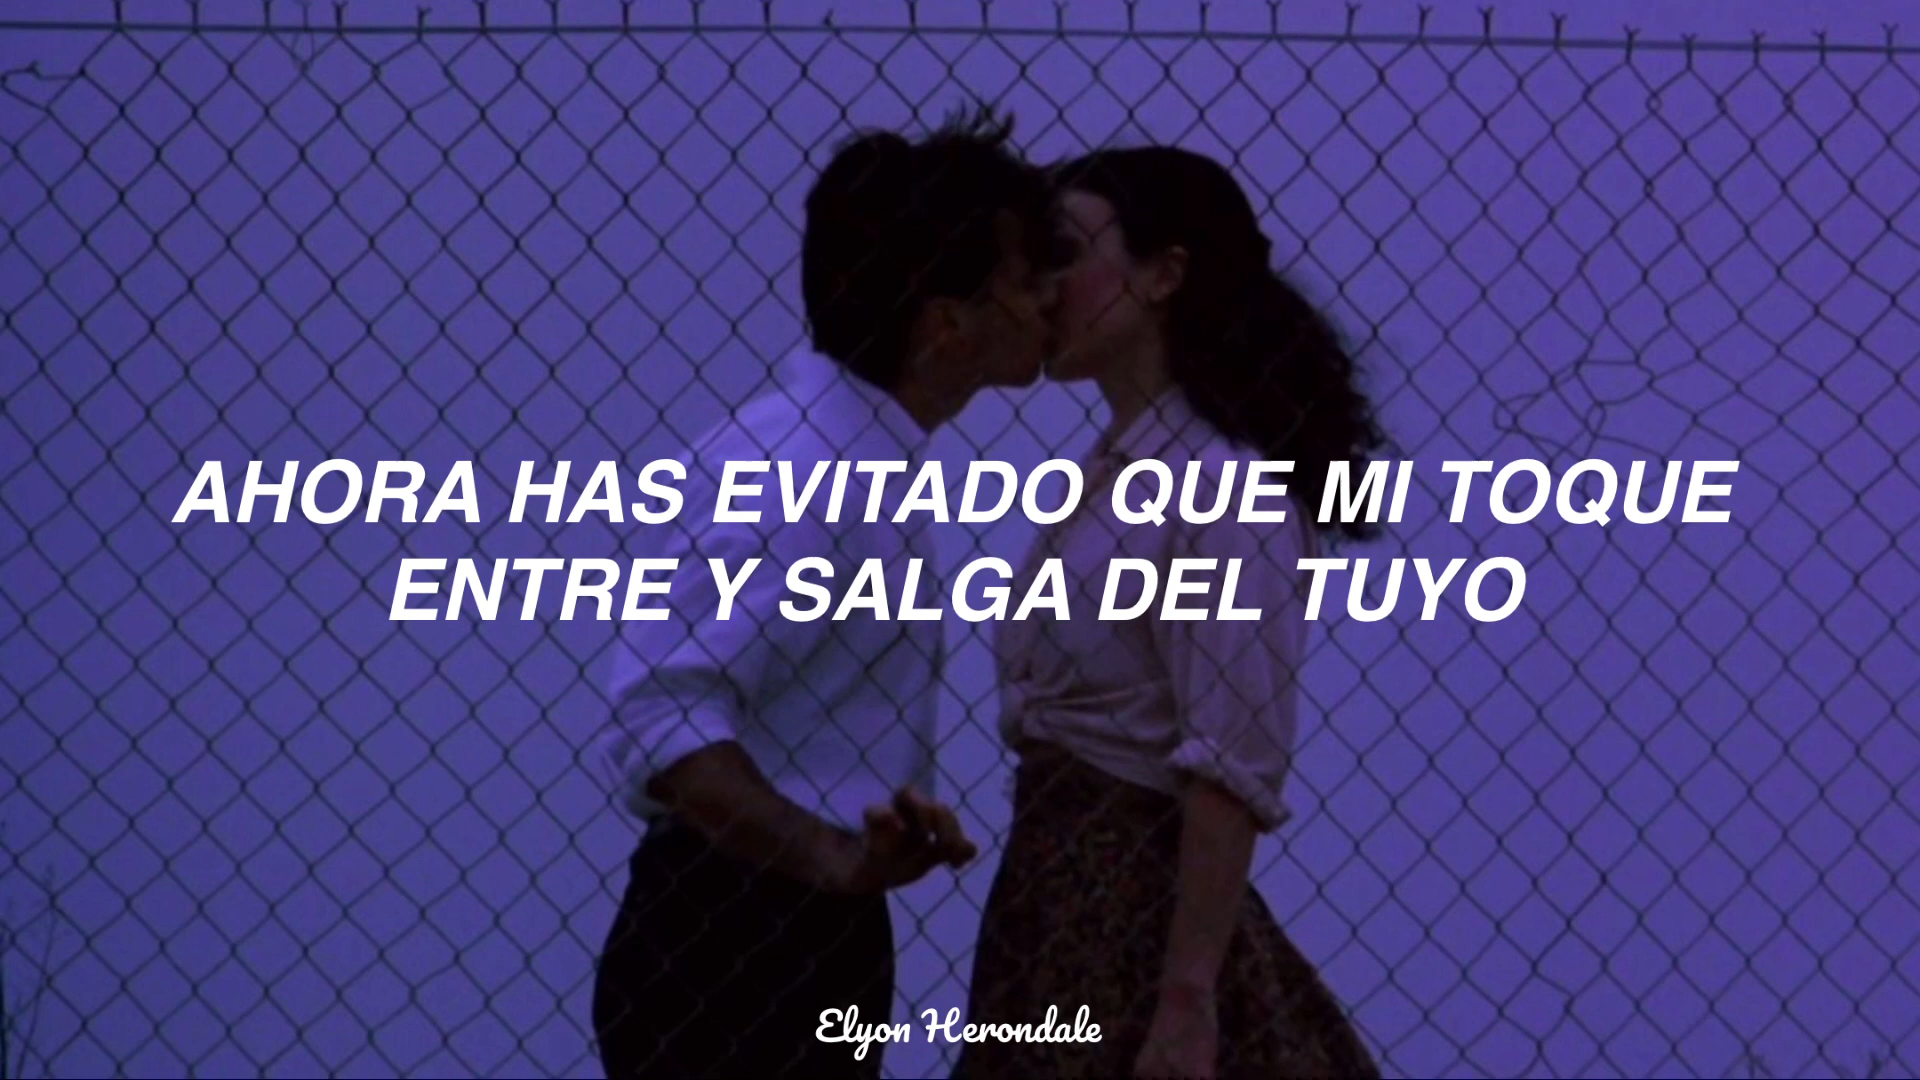 AHORA HAS EVITADO QUE MI TOQUE
ENTRE Y SALGA DEL TUYO
Elyon Herondale